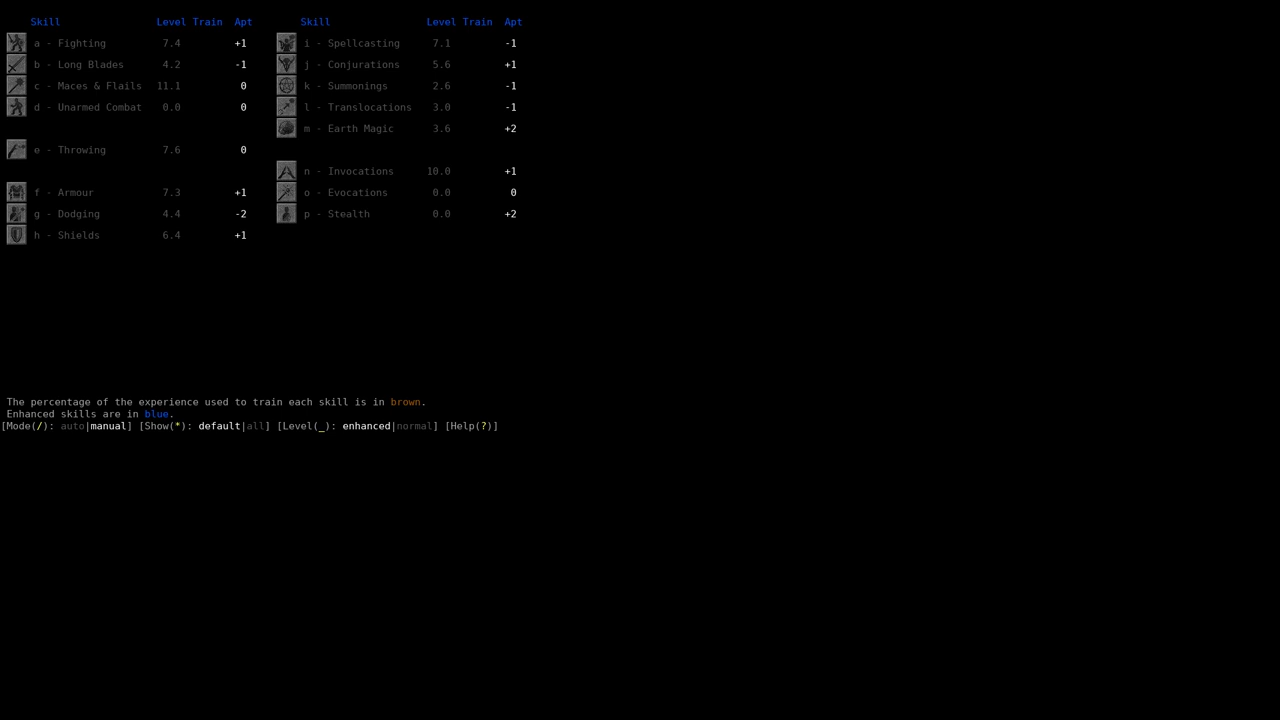 Skill Level Train Apt Skill Level Train Apt
a - Fighting 7.4 +1 i - Spellcasting 7.1 -1
b - Long Blades 4.2 -1 j - Conjurations 5.6 +1
c - Maces & Flails 11.1 0 k - Summonings 2.6 -1
d - Unarmed Combat 0.0 0 l - Translocations 3.0 -1
m - Earth Magic 3.6 +2
e - Throwing 7.6 0
n - Invocations 10.0 +1
f - Armour 7.3 +1 o - Evocations 0.0 0
g - Dodging 4.4 -2 p - Stealth 0.0 +2
h - Shields 6.4 +1
The percentage of the experience used to train each skill is in brown.
Enhanced skills are in blue.
[Mode(/): auto|manual] [Show(*): default|all] [Level(_): enhanced|normal] [Help(?)]